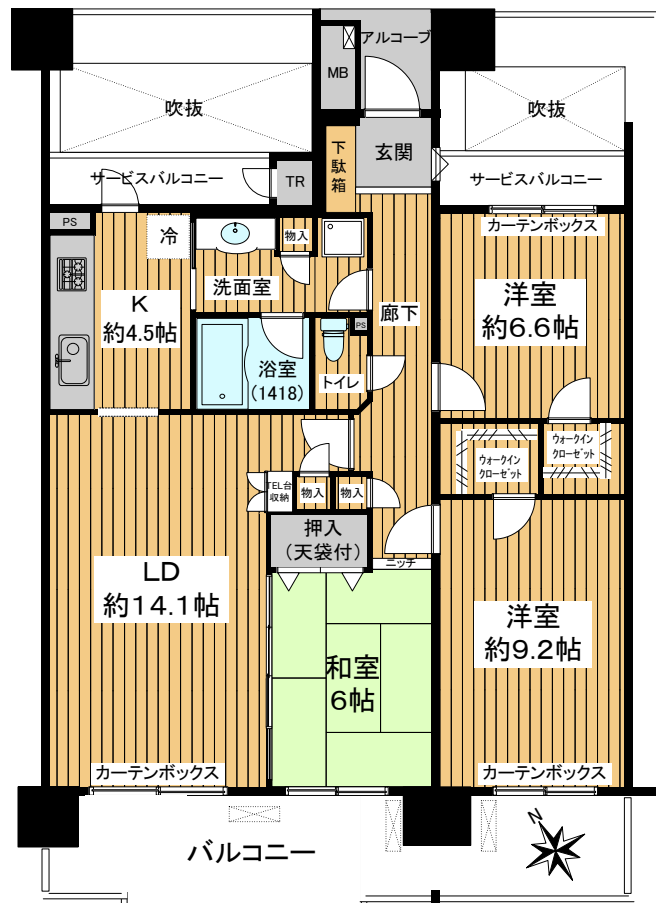 アルコーブ
MB
吹抜
吹抜
下駄箱
玄関
サービスバルコニー
TR
サービスバルコニー
PS
冷
物入
カーテンボックス
洗面室
K
約4.5帖
廊下
洋室
約6.6帖
PS
浴室
(1418)
トイレ
ウォークイン
クローゼット
ウォークイン
クローゼット
TEL台
収納
物入
物入
押入
(天袋付)
ニッチ
LD
約14.1帖
和室
6帖
洋室
約9.2帖
カーテンボックス
カーテンボックス
バルコニー
N